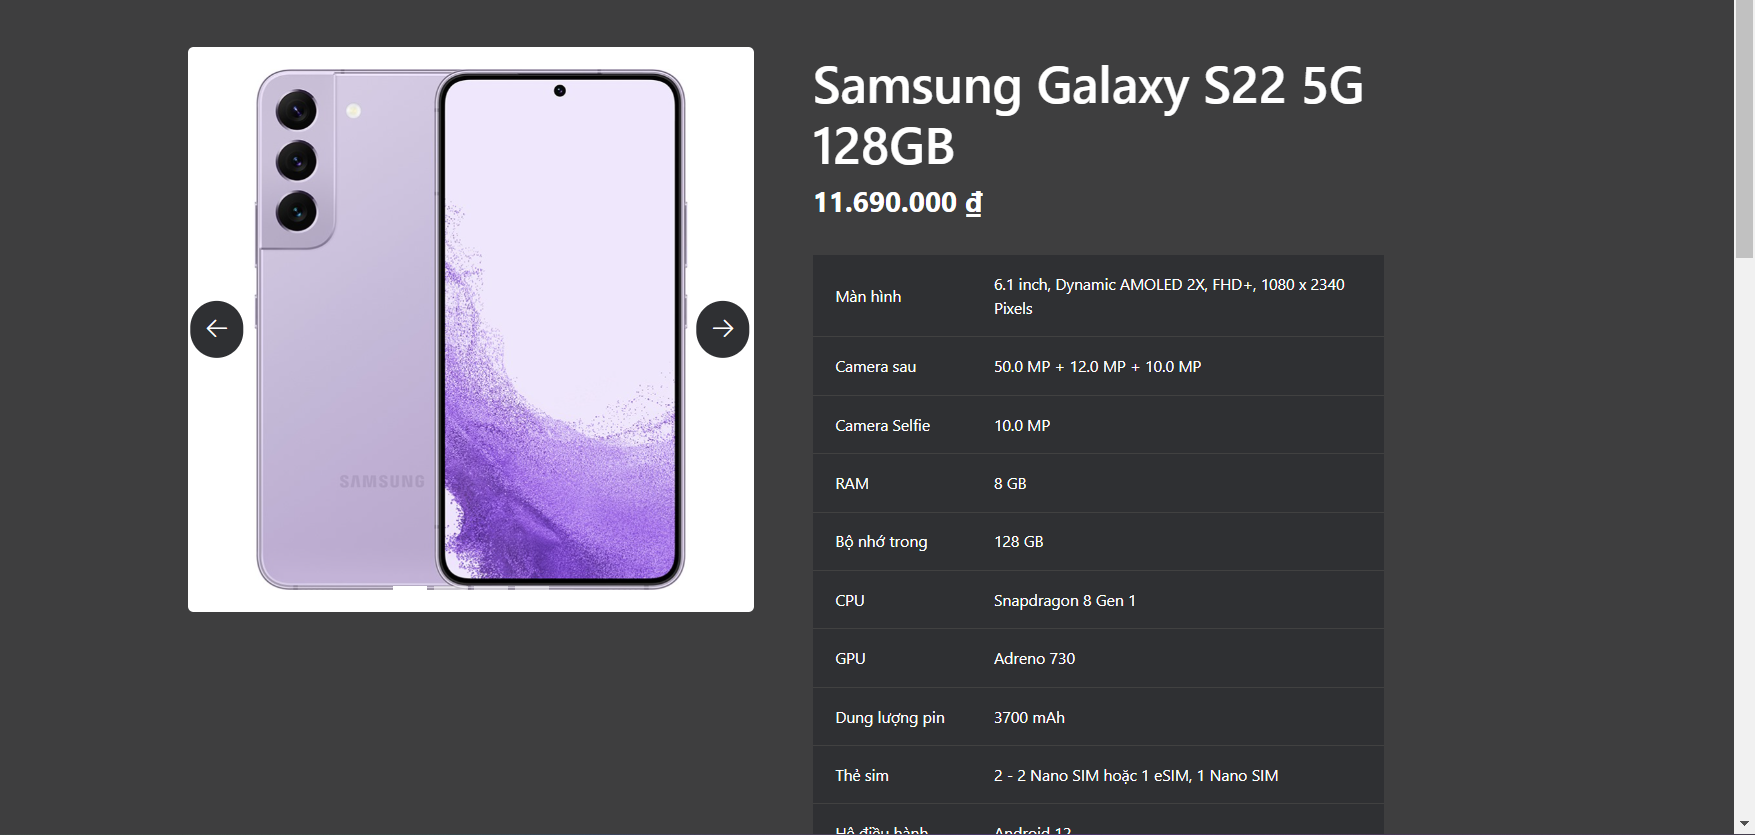 SAMSUNG
Samsung Galaxy S22 5G
128GB
11.690.000 ₫
Màn hình
6.1 inch, Dynamic AMOLED 2X, FHD+, 1080 x 2340
Pixels
Camera sau
50.0 MP + 12.0 MP + 10.0 MP
Camera Selfie
10.0 MP
RAM
8 GB
Bộ nhớ trong
128 GB
CPU
Snapdragon 8 Gen 1
GPU
Adreno 730
Dung lượng pin
3700 mAh
Thẻ sim
2 - 2 Nano SIM hoặc 1 eSIM, 1 Nano SIM
Hệ điều hành
Android 12